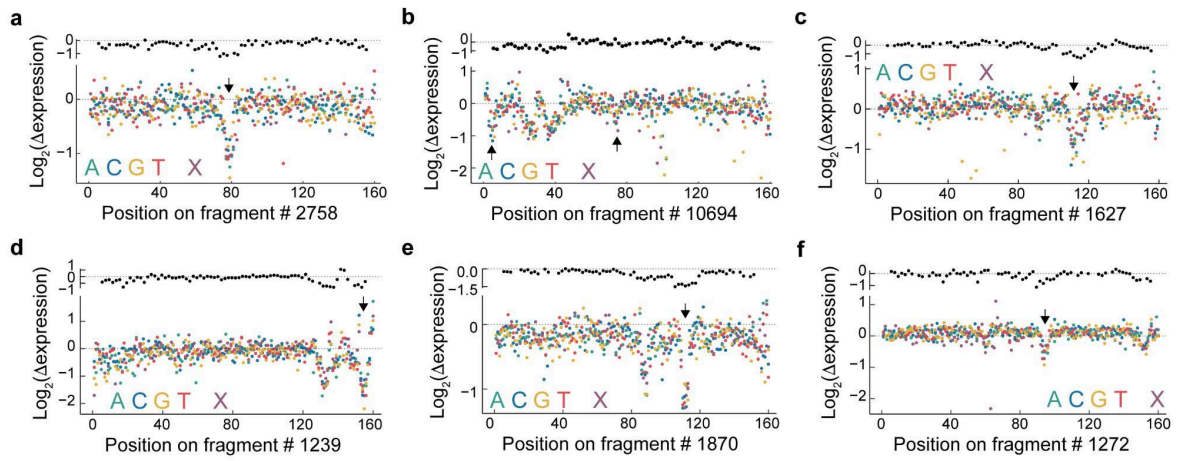 a
0
−1
Log2(Δexpression)
0
−1
A C G T X
0 40 80 120 160
Position on fragment # 2758
b
0
−1
Log2(Δexpression)
1
0
−1
−2
A C G T X
0 40 80 120 160
Position on fragment # 10694
c
0
−1
Log2(Δexpression)
A C G T X
1
0
−1
0 40 80 120 160
Position on fragment # 1627
d
1
0
−1
Log2(Δexpression)
1
0
−1
−2
A C G T X
0 40 80 120 160
Position on fragment # 1239
e
0.0
−1.5
Log2(Δexpression)
0
−1
A C G T X
0 40 80 120 160
Position on fragment # 1870
f
0
−1
Log2(Δexpression)
1
0
−1
−2
A C G T X
0 40 80 120 160
Position on fragment # 1272